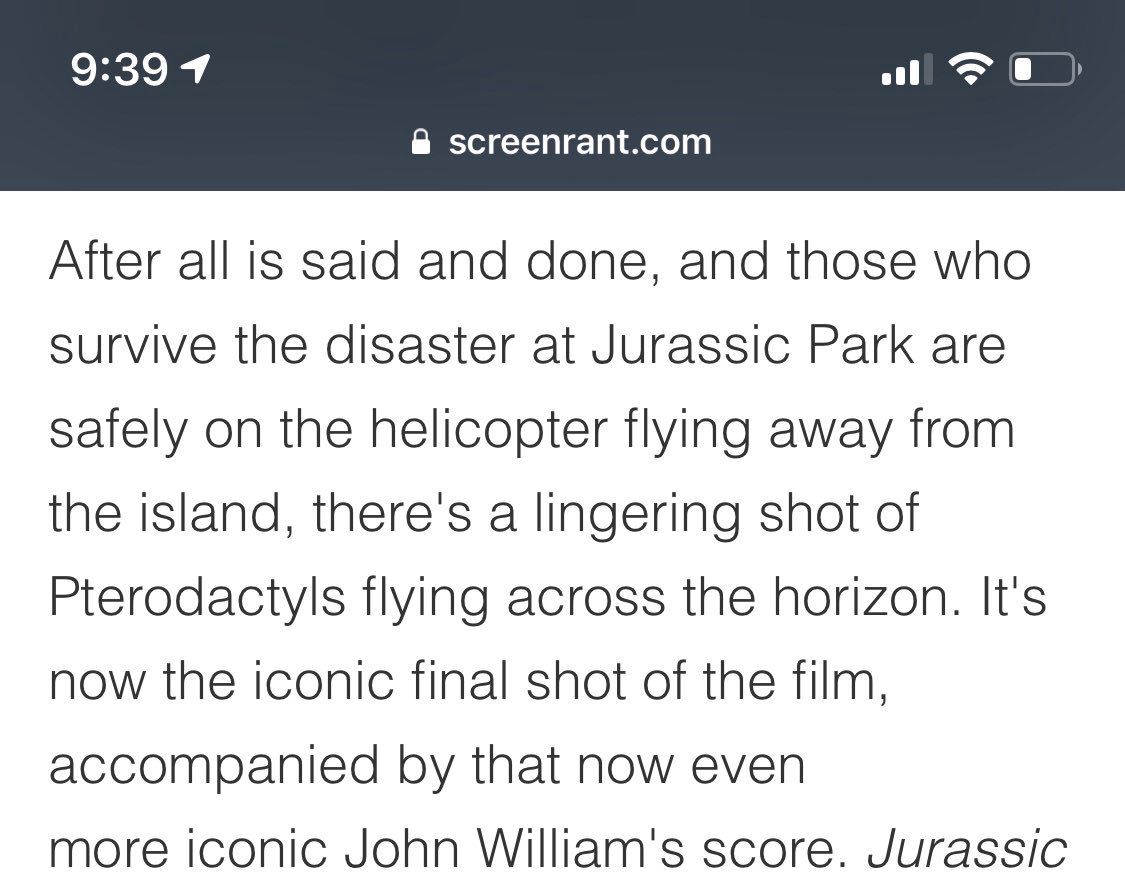 9:39
screenrant.com
After all is said and done, and those who
survive the disaster at Jurassic Park are
safely on the helicopter flying away from
the island, there's a lingering shot of
Pterodactyls flying across the horizon. It's
now the iconic final shot of the film,
accompanied by that now even
more iconic John William's score. Jurassic